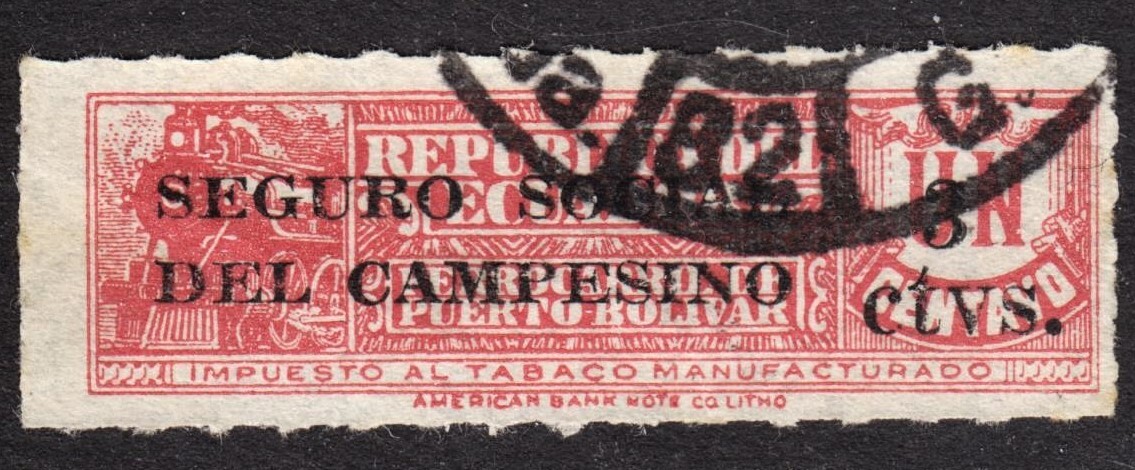 92 G.
REPUBLICA DEL
ECUADOR
SEGURO SOCIAL
DEL CAMPESINO
PUERTO BOLIVAR
UN
CENTAVO
3
ctvs.
IMPUESTO AL TABACO MANUFACTURADO
AMERICAN BANK NOTE CO. LITHO